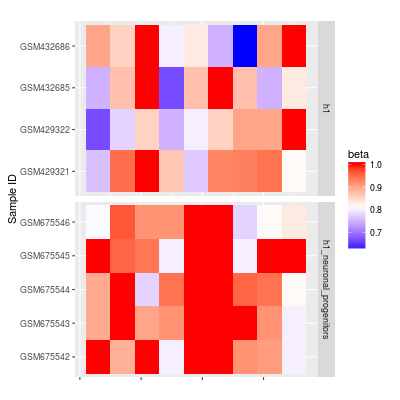 Sample ID
GSM432686
GSM432685
GSM429322
GSM429321
h1
GSM675546
GSM675545
GSM675544
GSM675543
GSM675542
h1_neuronal_progenitors
beta
1.0
0.9
0.8
0.7